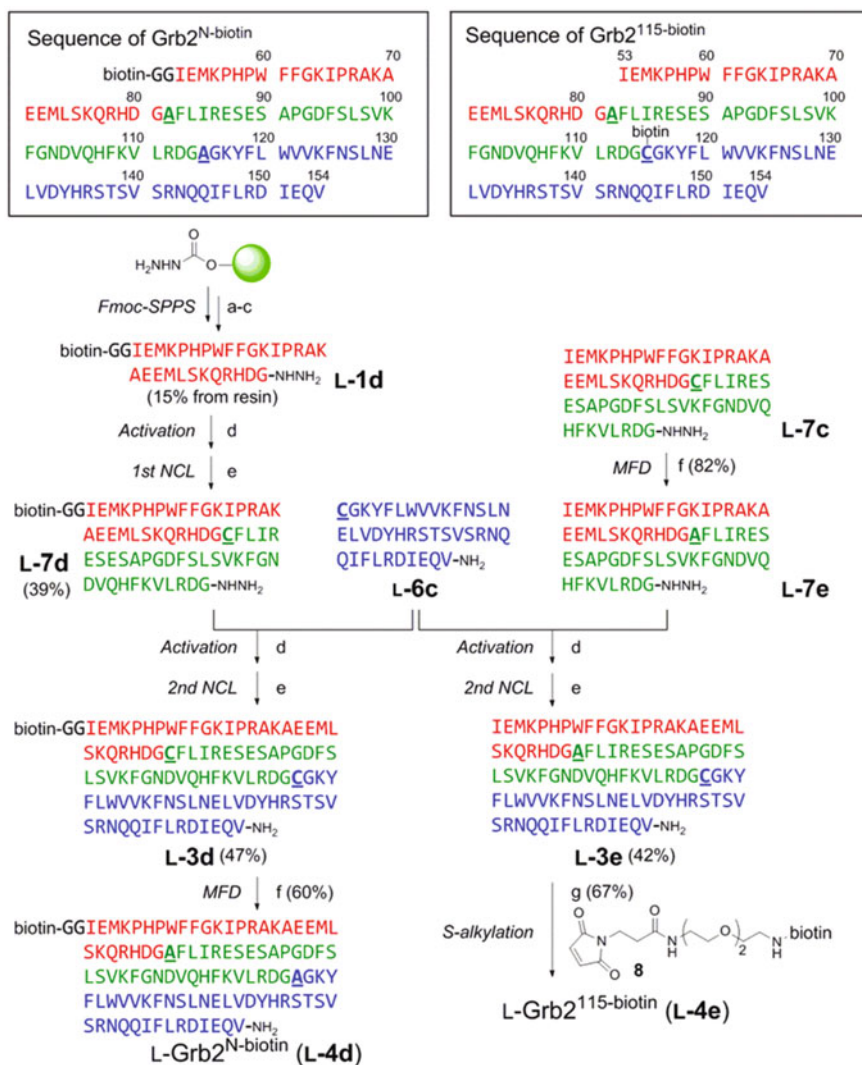 Sequence of Grb2N-biotin
60 70
biotin-GGIEMKPHPW FFGKIPRAKA
80 90 100
EEMLSKQRHD GAFLIRESES APGDFSLSVK
110 120 130
FGNDVQHFKV LRDGAGKYFL WVVKFNSLNE
140 150 154
LVDYHRSTSV SRNQQIFLRD IEQV
Sequence of Grb2115-biotin
53 60 70
IEMKPHPW FFGKIPRAKA
80 90 100
EEMLSKQRHD GAFLIRESES APGDFSLSVK
110 biotin 120 130
FGNDVQHFKV LRDGCGKYFL WVVKFNSLNE
140 150 154
LVDYHRSTSV SRNQQIFLRD IEQV
O
H2NHN O
Fmoc-SPPS a-c
biotin-GGIEMKPHPWFFGKIPRAK
AEEMLSKQRHDG-NHNH2 L-1d
(15% from resin)
Activation d
1st NCL e
IEMKPHPWFFGKIPRAKA
EEMLSKQRHDGCFLIRES
ESAPGDFSLSVKFGNDVQ
HFKVLRDG-NHNH2 L-7c
MFD f (82%)
biotin-GGIEMKPHPWFFGKIPRAK
AEEMLSKQRHDGCFLIR
L-7d ESESAPGDFSLSVKFGN
(39%) DVQHFKVLRDG-NHNH2
CGKYFLWVVKFNSLN
ELVDYHRSTSVSRNQ
QIFLRDIEQV-NH2
L-6c
IEMKPHPWFFGKIPRAKA
EEMLSKQRHDGAFLIRES
ESAPGDFSLSVKFGNDVQ
HFKVLRDG-NHNH2 L-7e
Activation d
2nd NCL e
Activation d
2nd NCL e
biotin-GGIEMKPHPWFFGKIPRAKAEEML
SKQRHDGCFLIRESESAPGDFS
LSVKFGNDVQHFKVLRDGCGKY
FLWVVKFNSLNELVDYHRSTSV
SRNQQIFLRDIEQV-NH2
L-3d (47%)
IEMKPHPWFFGKIPRAKAEEML
SKQRHDGAFLIRESESAPGDFS
LSVKFGNDVQHFKVLRDGCGKY
FLWVVKFNSLNELVDYHRSTSV
SRNQQIFLRDIEQV-NH2
L-3e (42%)
MFD f (60%)
biotin-GGIEMKPHPWFFGKIPRAKAEEML
SKQRHDGAFLIRESESAPGDFS
LSVKFGNDVQHFKVLRDGAGKY
FLWVVKFNSLNELVDYHRSTSV
SRNQQIFLRDIEQV-NH2
L-Grb2N-biotin (L-4d)
g (67%)
S-alkylation
O O biotin
N N O 2 N
O 8 H H
L-Grb2115-biotin (L-4e)